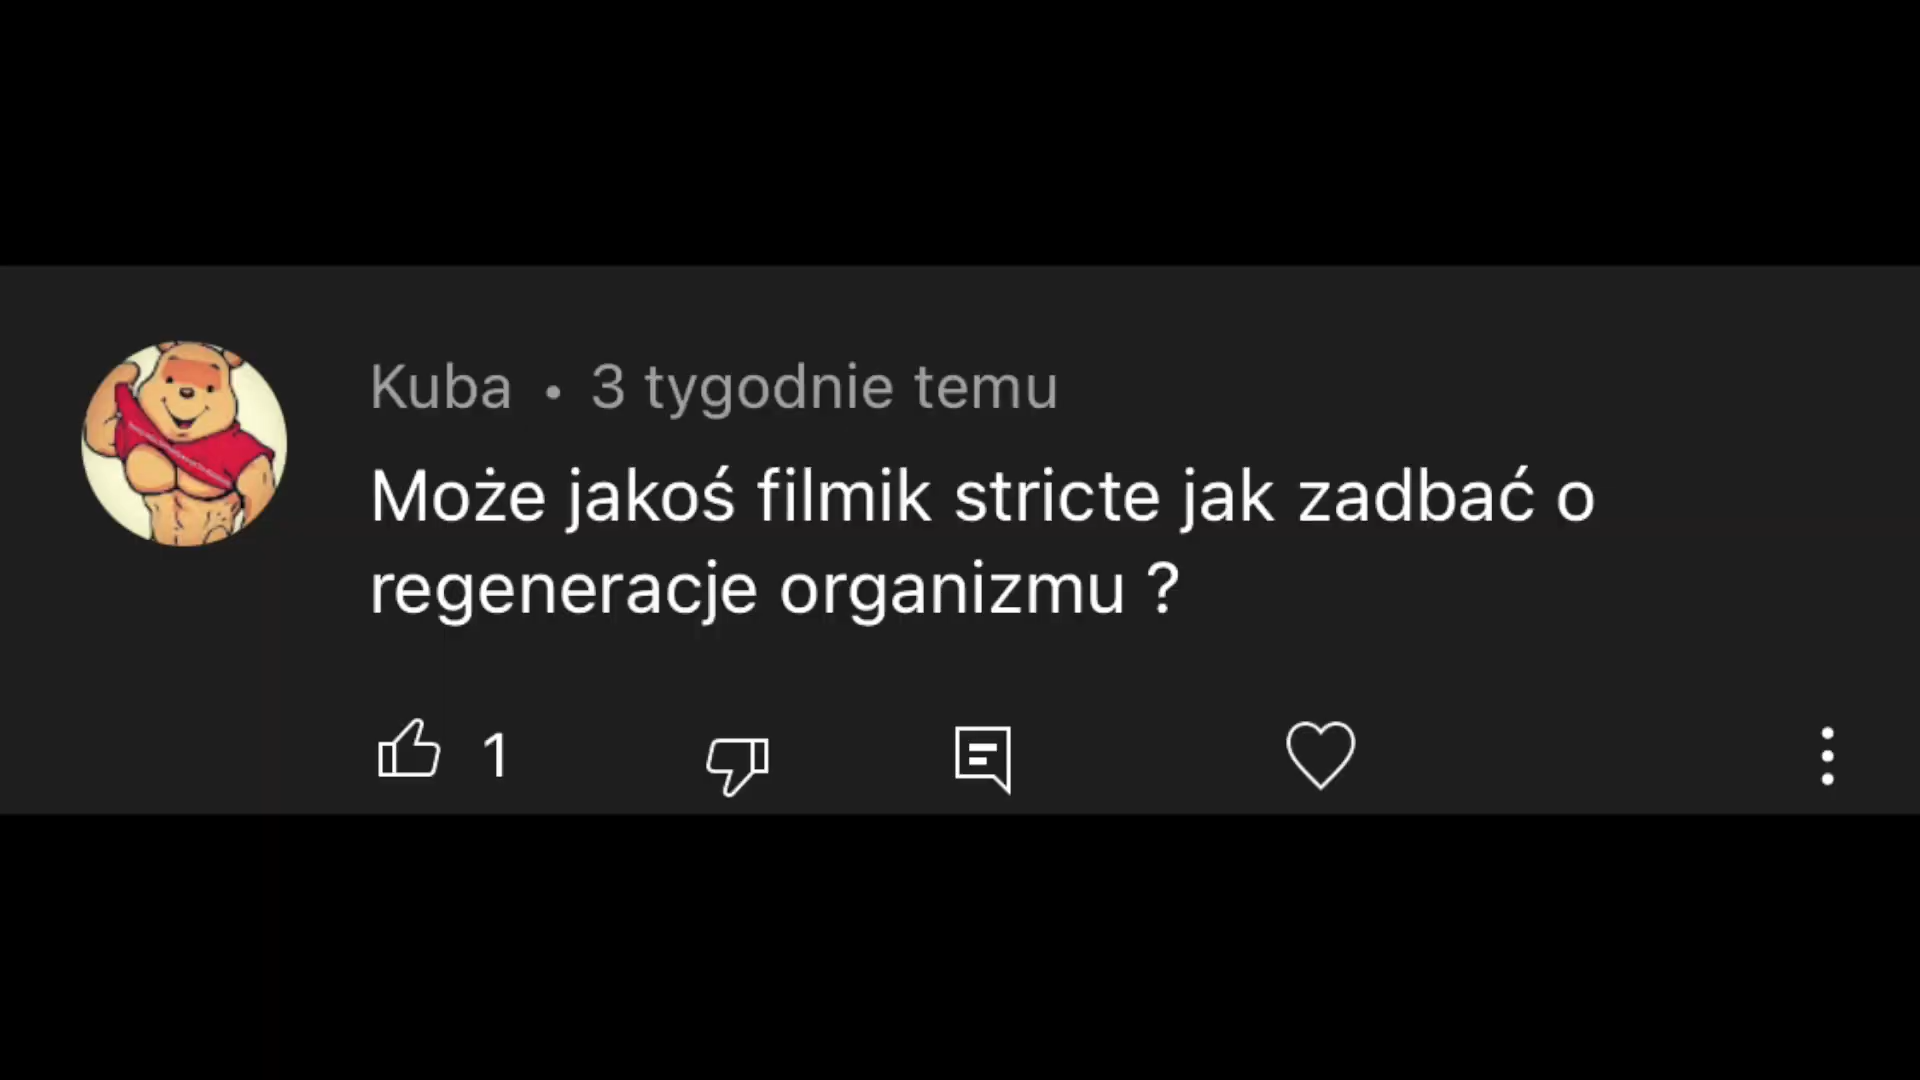 Kuba • 3 tygodnie temu
Może jakoś filmik stricte jak zadbać o
regeneracje organizmu ?
1